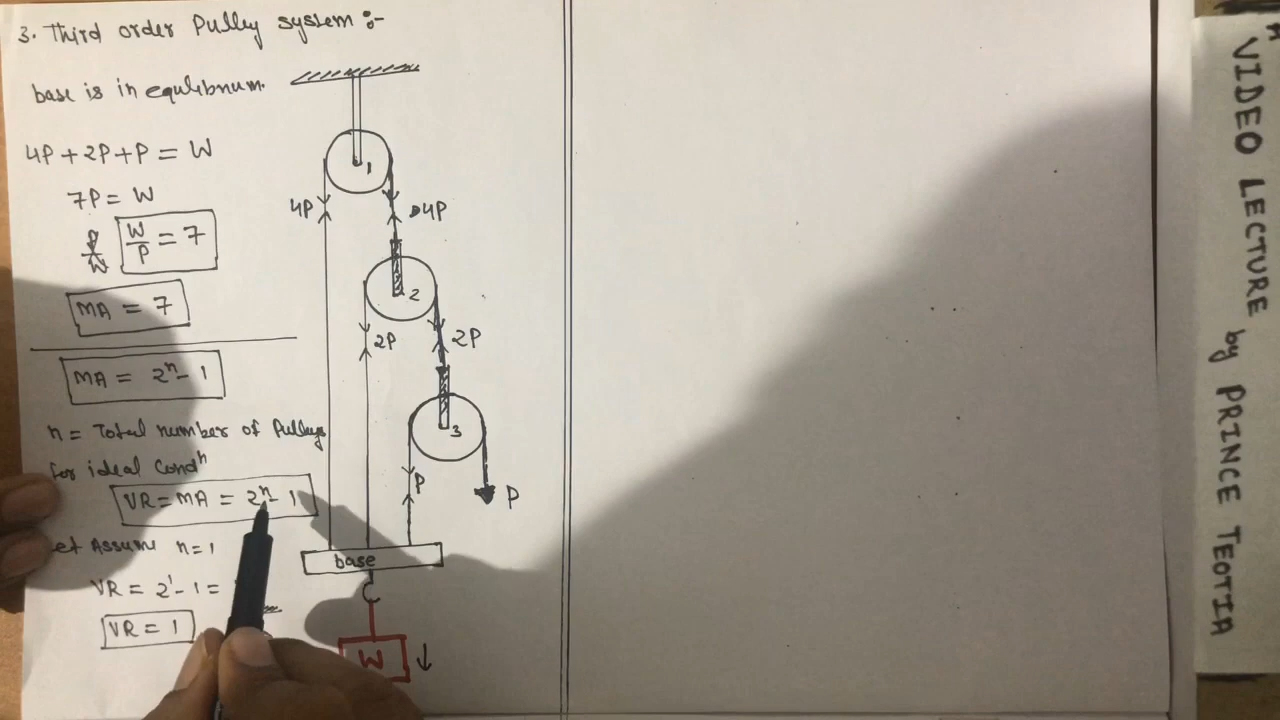 3. Third order Pulley system :-
base is in equlibrium.
4P + 2P + P = W
7P = W
W/P = 7
MA = 7
MA = 2ⁿ - 1
n = Total number of Pulleys
for ideal condⁿ
VR = MA = 2ⁿ - 1
et Assume n = 1
VR = 2¹ - 1 =
VR = 1
1
4P
4P
2
2P
2P
3
P
P
base
W
VIDEO LECTURE by PRINCE TEOTIA